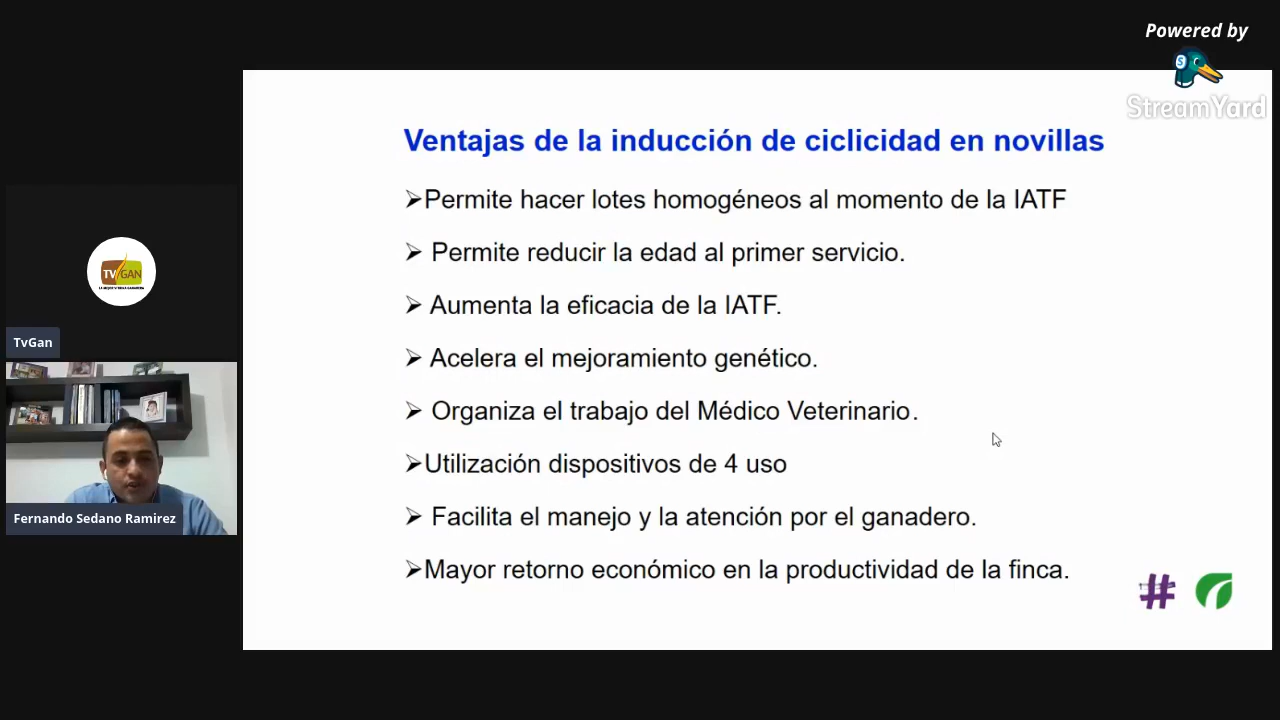 Powered by
StreamYard
Ventajas de la inducción de ciclicidad en novillas
➢Permite hacer lotes homogéneos al momento de la IATF
➢ Permite reducir la edad al primer servicio.
➢ Aumenta la eficacia de la IATF.
➢ Acelera el mejoramiento genético.
➢ Organiza el trabajo del Médico Veterinario.
➢Utilización dispositivos de 4 uso
➢ Facilita el manejo y la atención por el ganadero.
➢Mayor retorno económico en la productividad de la finca.
#
TV GAN
TvGan
Fernando Sedano Ramirez